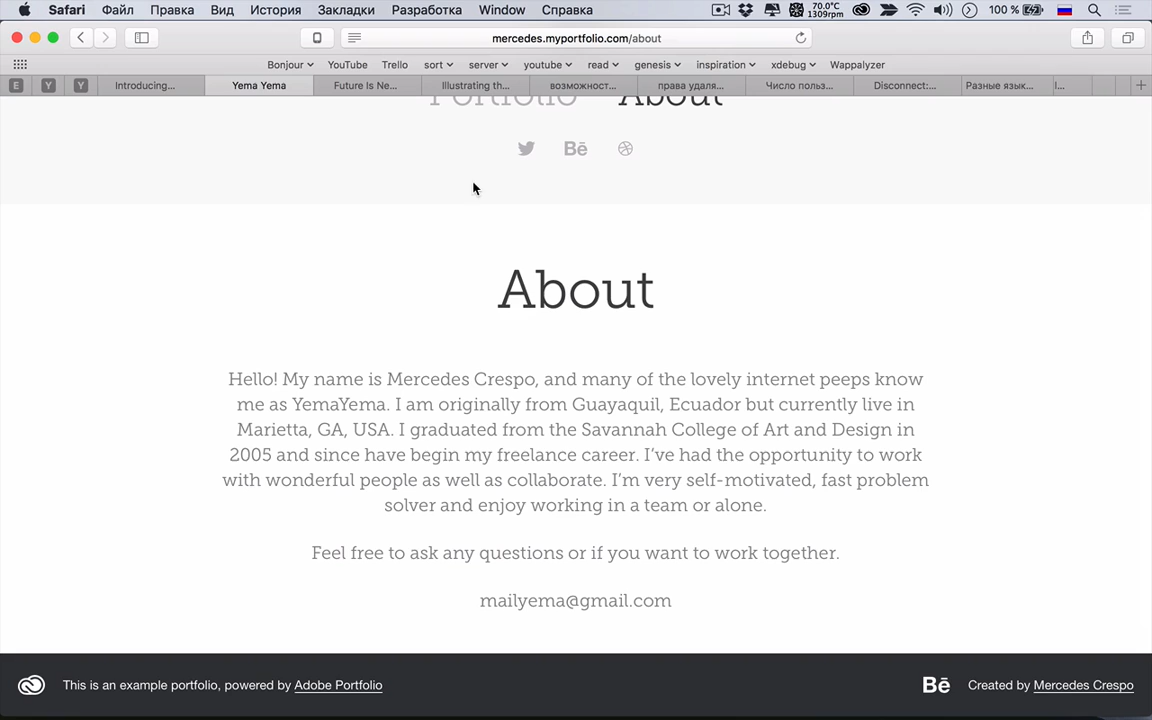 Safari Файл Правка Вид История Закладки Разработка Window Справка 70.0°C 1309rpm 100 %
mercedes.myportfolio.com/about
Bonjour YouTube Trello sort server youtube read genesis inspiration xdebug Wappalyzer
E Y Y Introducing... Yema Yema Future Is Ne... Illustrating th... возможност... права удаля... Число польз... Disconnect:... Разные язык... I...
Portfolio About
Bē
About
Hello! My name is Mercedes Crespo, and many of the lovely internet peeps know
me as YemaYema. I am originally from Guayaquil, Ecuador but currently live in
Marietta, GA, USA. I graduated from the Savannah College of Art and Design in
2005 and since have begin my freelance career. I’ve had the opportunity to work
with wonderful people as well as collaborate. I’m very self-motivated, fast problem
solver and enjoy working in a team or alone.
Feel free to ask any questions or if you want to work together.
mailyema@gmail.com
This is an example portfolio, powered by Adobe Portfolio
Bē Created by Mercedes Crespo